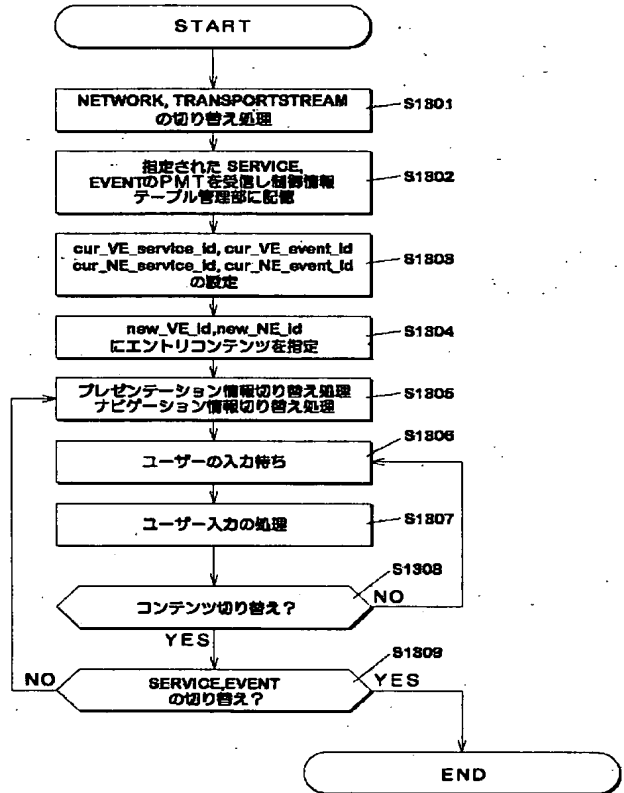 START
NETWORK, TRANSPORTSTREAM
の切り替え処理
S1801
指定された SERVICE,
EVENTのPMTを受信し制御情報
テーブル管理部に記憶
S1802
cur_VE_service_id, cur_VE_event_id
cur_NE_service_id, cur_NE_event_id
の設定
S1803
new_VE_id,new_NE_id
にエントリコンテンツを指定
S1804
プレゼンテーション情報切り替え処理
ナビゲーション情報切り替え処理
S1805
ユーザーの入力待ち
S1806
ユーザー入力の処理
S1807
コンテンツ切り替え?
S1808
NO
YES
SERVICE,EVENT
の切り替え?
S1809
NO
YES
END